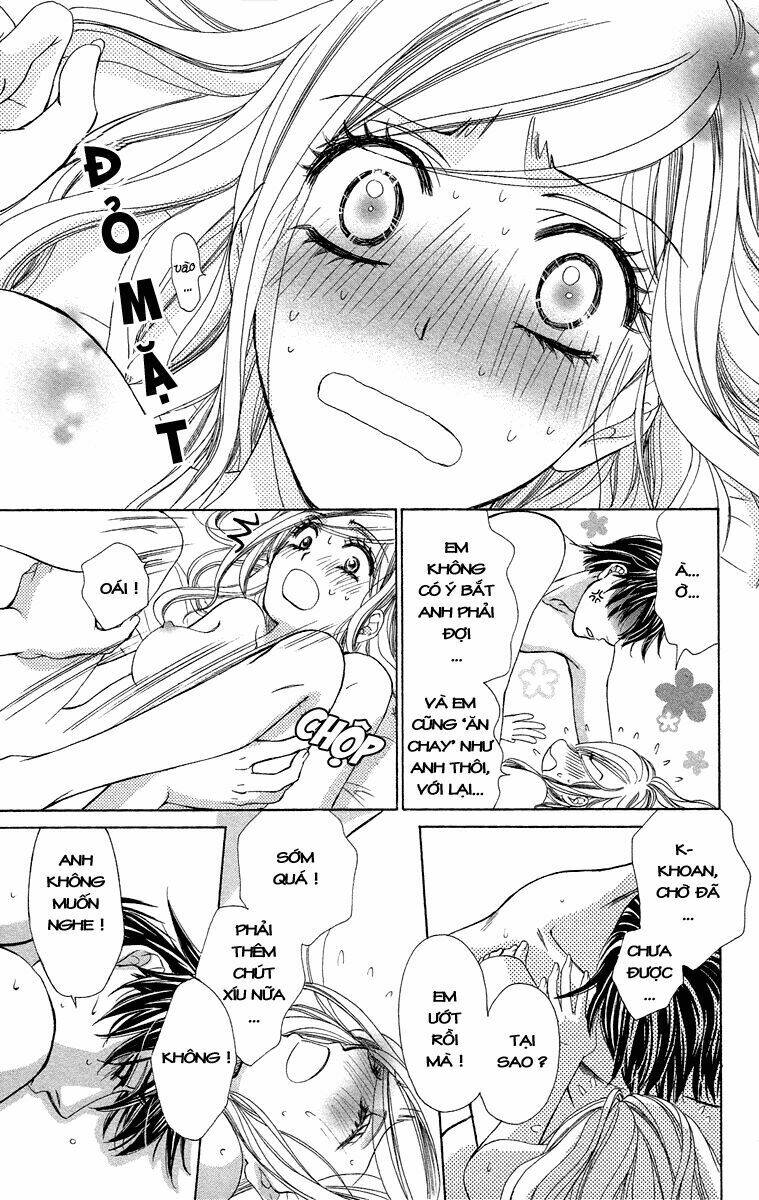 ĐỎ MẶT
vào
...
À...
Ờ...
EM
KHÔNG
CÓ Ý BẮT
ANH PHẢI
ĐỢI
...
VÀ EM
CŨNG "ĂN
CHAY" NHƯ
ANH THÔI,
VỚI LẠI...
OÁI !
CHỘP
K-
KHOAN,
CHỜ ĐÃ
...
CHƯA
ĐƯỢC
...
TẠI
SAO ?
EM
ƯỚT
RỒI
MÀ !
SỚM
QUÁ !
PHẢI
THÊM
CHÚT
XÍU NỮA
...
KHÔNG !
ANH
KHÔNG
MUỐN
NGHE !